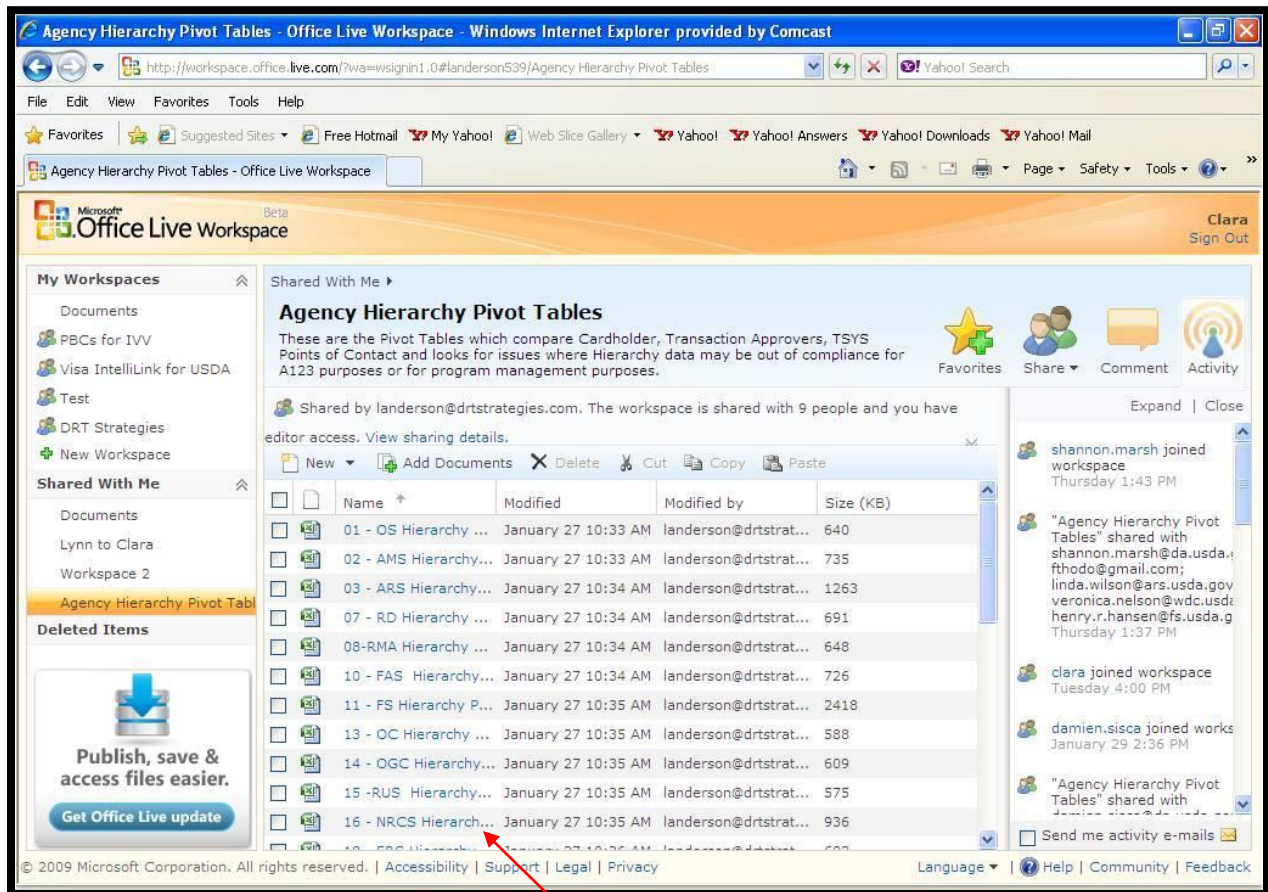 Agency Hierarchy Pivot Tables - Office Live Workspace - Windows Internet Explorer provided by Comcast
http://workspace.office.live.com/?wa=wsignin1.0#landerson539/Agency Hierarchy Pivot Tables
Yahoo! Search
File Edit View Favorites Tools Help
Favorites Suggested Sites Free Hotmail My Yahoo! Web Slice Gallery Yahoo! Yahoo! Answers Yahoo! Downloads Yahoo! Mail
Agency Hierarchy Pivot Tables - Office Live Workspace
Page Safety Tools
Microsoft Office Live Workspace Beta
Clara
Sign Out
My Workspaces
Documents
PBCs for IVV
Visa IntelliLink for USDA
Test
DRT Strategies
New Workspace
Shared With Me
Documents
Lynn to Clara
Workspace 2
Agency Hierarchy Pivot Tabl
Deleted Items
Publish, save &
access files easier.
Get Office Live update
Shared With Me
Agency Hierarchy Pivot Tables
These are the Pivot Tables which compare Cardholder, Transaction Approvers, TSYS
Points of Contact and looks for issues where Hierarchy data may be out of compliance for
A123 purposes or for program management purposes.
Favorites Share Comment Activity
Shared by landerson@drtstrategies.com. The workspace is shared with 9 people and you have
editor access. View sharing details.
New Add Documents Delete Cut Copy Paste
Name Modified Modified by Size (KB)
01 - OS Hierarchy ... January 27 10:33 AM landerson@drtstrat... 640
02 - AMS Hierarchy... January 27 10:33 AM landerson@drtstrat... 735
03 - ARS Hierarchy... January 27 10:34 AM landerson@drtstrat... 1263
07 - RD Hierarchy ... January 27 10:34 AM landerson@drtstrat... 691
08-RMA Hierarchy ... January 27 10:34 AM landerson@drtstrat... 648
10 - FAS Hierarchy... January 27 10:34 AM landerson@drtstrat... 726
11 - FS Hierarchy P... January 27 10:35 AM landerson@drtstrat... 2418
13 - OC Hierarchy ... January 27 10:35 AM landerson@drtstrat... 588
14 - OGC Hierarchy... January 27 10:35 AM landerson@drtstrat... 609
15 -RUS Hierarchy... January 27 10:35 AM landerson@drtstrat... 575
16 - NRCS Hierarch... January 27 10:35 AM landerson@drtstrat... 936
Expand | Close
shannon.marsh joined
workspace
Thursday 1:43 PM
"Agency Hierarchy Pivot
Tables" shared with
shannon.marsh@da.usda.
fthodo@gmail.com;
linda.wilson@ars.usda.gov
veronica.nelson@wdc.usda
henry.r.hansen@fs.usda.g
Thursday 1:37 PM
clara joined workspace
Tuesday 4:00 PM
damien.sisca joined works
January 29 2:36 PM
"Agency Hierarchy Pivot
Tables" shared with
Send me activity e-mails
© 2009 Microsoft Corporation. All rights reserved. | Accessibility | Support | Legal | Privacy
Language | Help | Community | Feedback